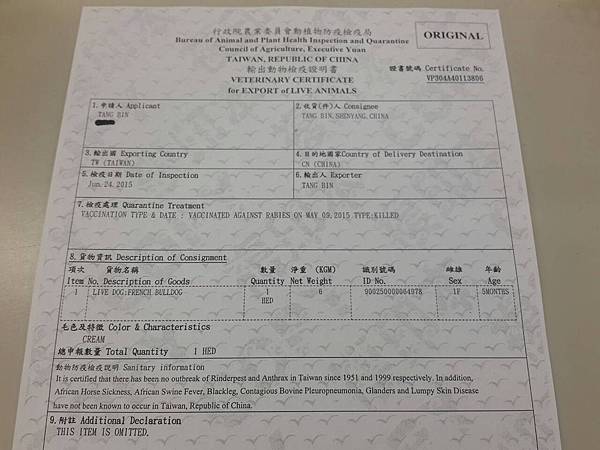 行政院農業委員會動植物防疫檢疫局
Bureau of Animal and Plant Health Inspection and Quarantine
Council of Agriculture, Executive Yuan
TAIWAN, REPUBLIC OF CHINA
輸出動物檢疫證明書
VETERINARY CERTIFICATE
for EXPORT of LIVE ANIMALS
ORIGINAL
證書號碼 Certificate No.
VP304A40113806
1.申請人 Applicant
TANG BIN
2.收貨(件)人 Consignee
TANG BIN,SHENYANG,CHINA
3.輸出國 Exporting Country
TW (TAIWAN)
4.目的地國家Country of Delivery Destination
CN (CHINA)
5.檢疫日期 Date of Inspection
Jun.24.2015
6.輸出人 Exporter
TANG BIN
7.檢疫處理 Quarantine Treatment
VACCINATION TYPE & DATE : VACCINATED AGAINST RABIES ON MAY 09,2015 TYPE:KILLED
8.貨物資訊 Description of Consignment
項次 貨物名稱 數量 淨重 (KGM) 識別號碼 雌雄 年齡
Item No. Description of Goods Quantity Net Weight ID No. Sex Age
1 LIVE DOG:FRENCH BULLDOG 1 6 900250000064978 1F 5MONTHS
HED
毛色及特徵 Color & Characteristics
CREAM
總申報數量 Total Quantity 1 HED
動物防疫檢疫說明 Sanitary information
It is certified that there has been no outbreak of Rinderpest and Anthrax in Taiwan since 1951 and 1999 respectively. In addition,
African Horse Sickness, African Swine Fever, Blackleg, Contagious Bovine Pleuropneumonia, Glanders and Lumpy Skin Disease
have not been known to occur in Taiwan, Republic of China.
9.附註 Additional Declaration
THIS ITEM IS OMITTED.